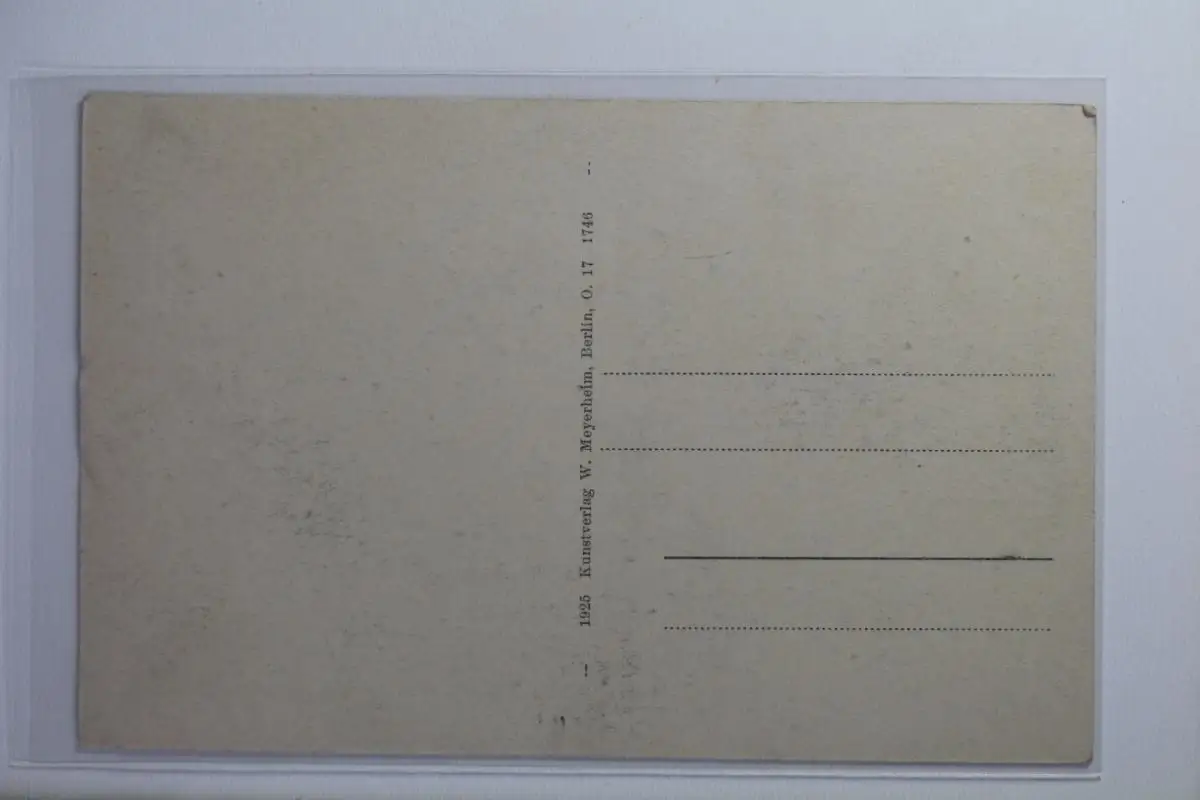 -- 1925 Kunstverlag W. Meyerheim, Berlin, O. 17 1746 --